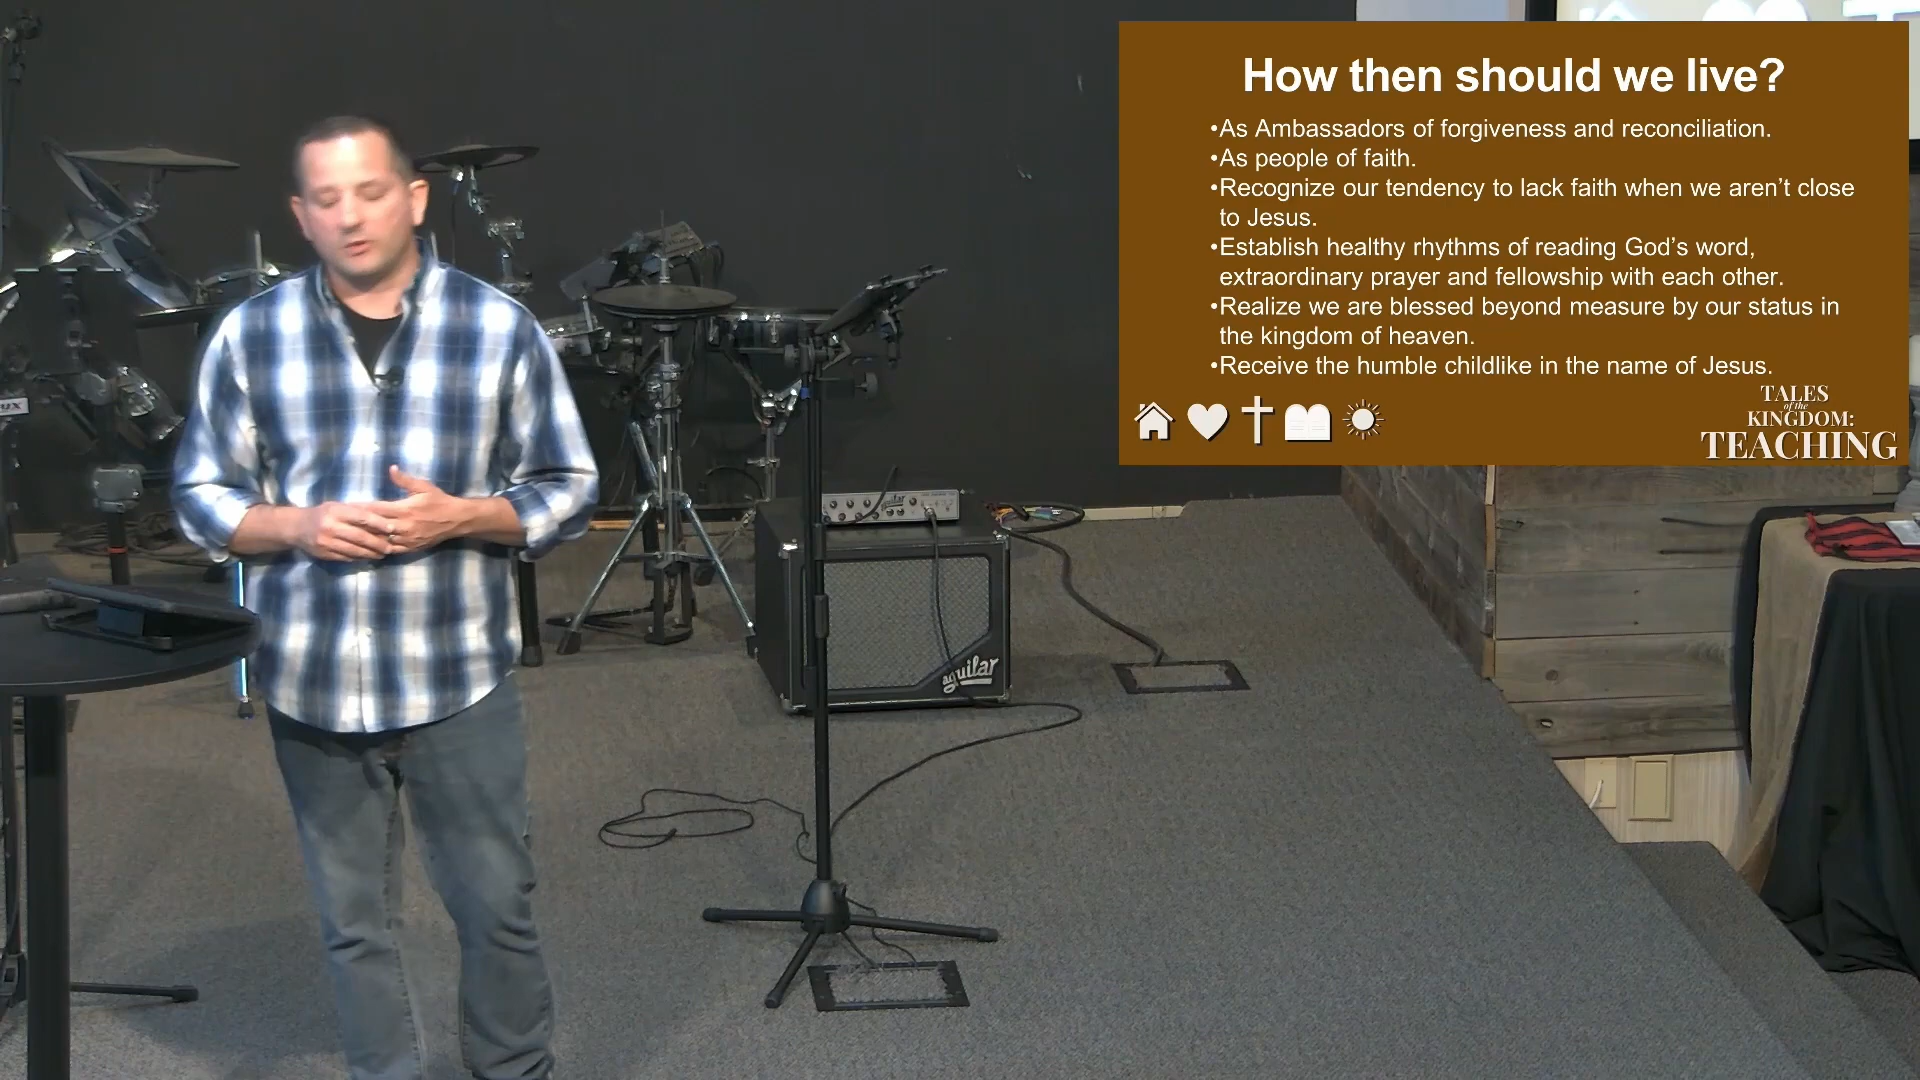 How then should we live?
•As Ambassadors of forgiveness and reconciliation.
•As people of faith.
•Recognize our tendency to lack faith when we aren’t close
to Jesus.
•Establish healthy rhythms of reading God’s word,
extraordinary prayer and fellowship with each other.
•Realize we are blessed beyond measure by our status in
the kingdom of heaven.
•Receive the humble childlike in the name of Jesus.
TALES
of the
KINGDOM:
TEACHING
aguilar
aguilar